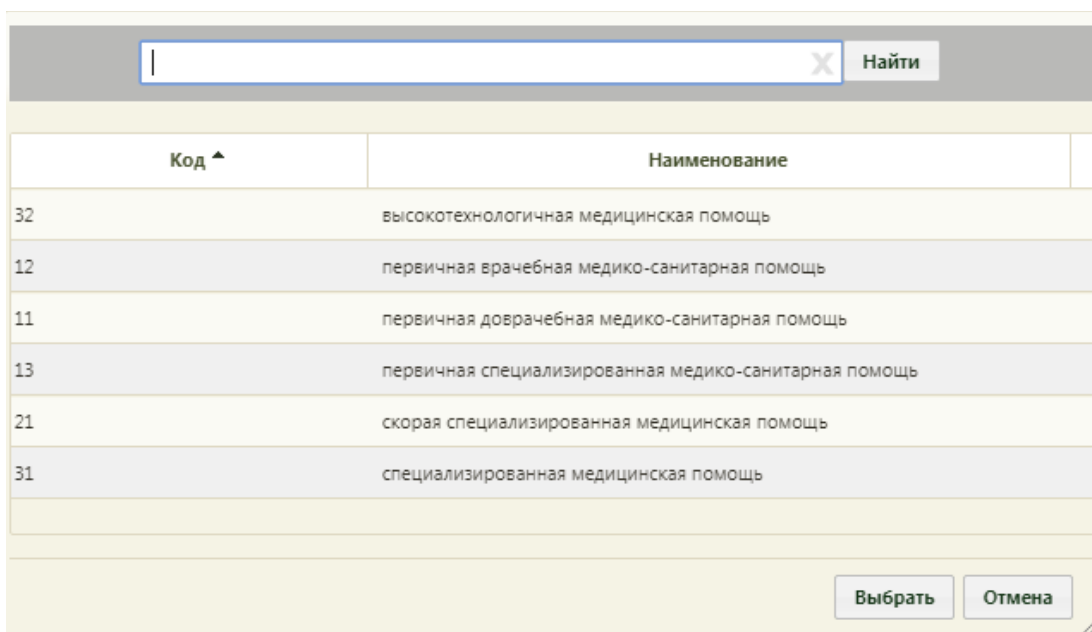 X Найти
Код Наименование
32 высокотехнологичная медицинская помощь
12 первичная врачебная медико-санитарная помощь
11 первичная доврачебная медико-санитарная помощь
13 первичная специализированная медико-санитарная помощь
21 скорая специализированная медицинская помощь
31 специализированная медицинская помощь
Выбрать Отмена